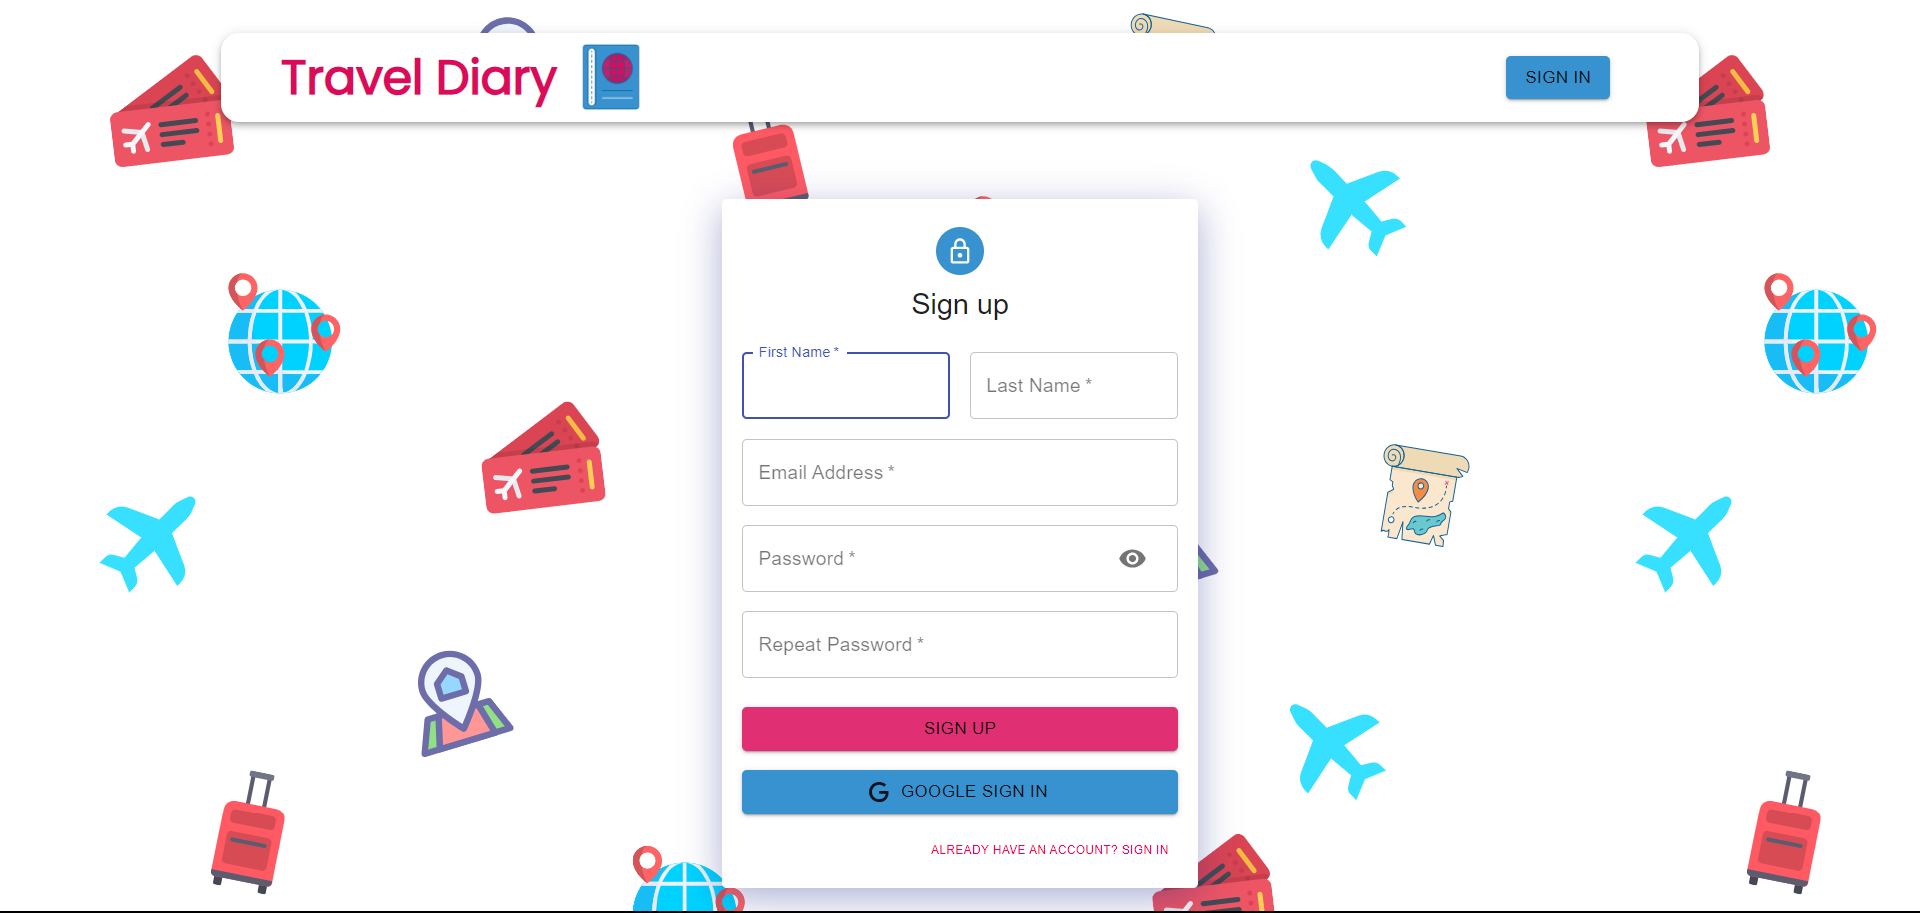 Travel Diary
SIGN IN
Sign up
First Name *
Last Name *
Email Address *
Password *
Repeat Password *
SIGN UP
GOOGLE SIGN IN
ALREADY HAVE AN ACCOUNT? SIGN IN